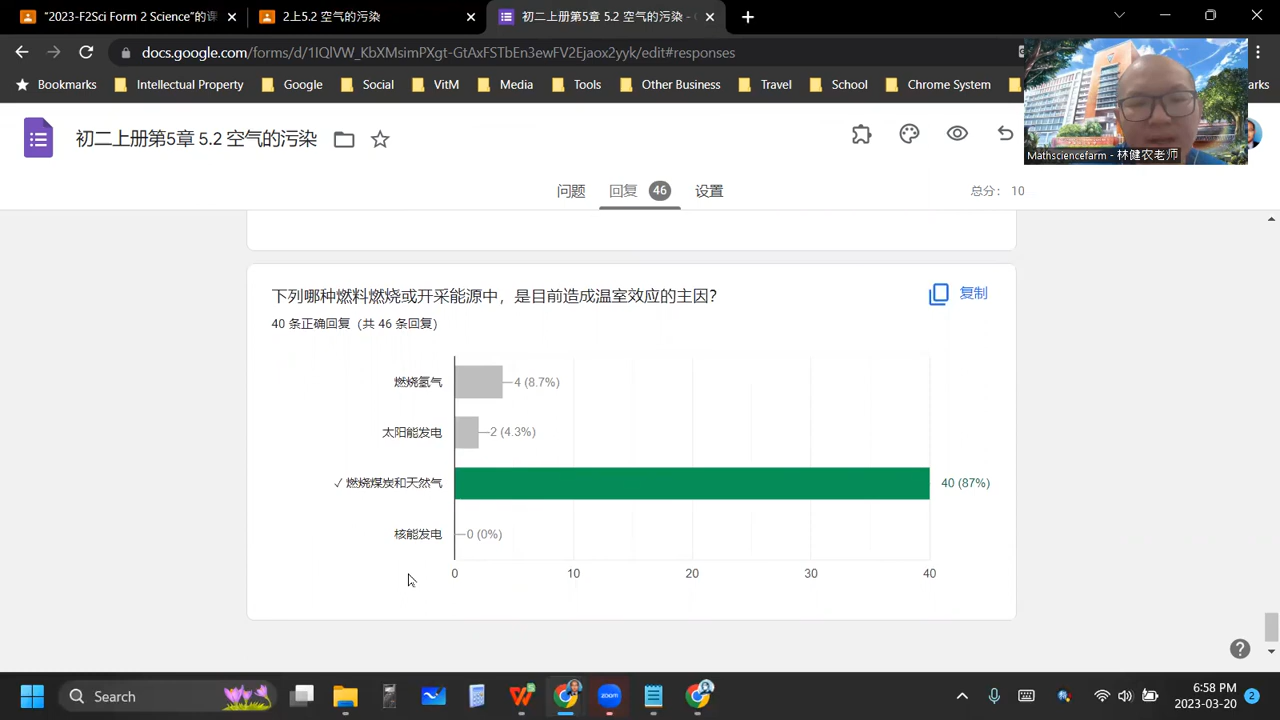 "2023-F2Sci Form 2 Science"的课
2上5.2 空气的污染
初二上册第5章 5.2 空气的污染 -
docs.google.com/forms/d/
/edit#responses
Bookmarks
Intellectual Property
Google
VitM
Media
Tools
Other Business
Travel
School
Chrome System
初二上册第5章 5.2 空气的污染
Mathsciencefarm - 林健农老师
问题
回复 46
设置
总分: 10
下列哪种燃料燃烧或开采能源中，是目前造成温室效应的主因?
复制
40 条正确回复（共 46 条回复）
燃烧氢气
4 (8.7%)
太阳能发电
2 (4.3%)
✓ 燃烧煤炭和天然气
40 (87%)
核能发电
0 (0%)
0 10 20 30 40
Search
6:58 PM
2023-03-20
2